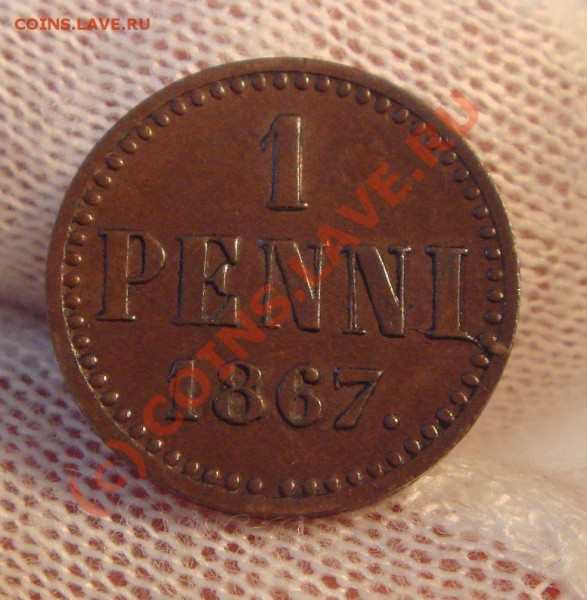 COINS.LAVE.RU
1
PENNI
1867.
(c) COINS.LAVE.RU